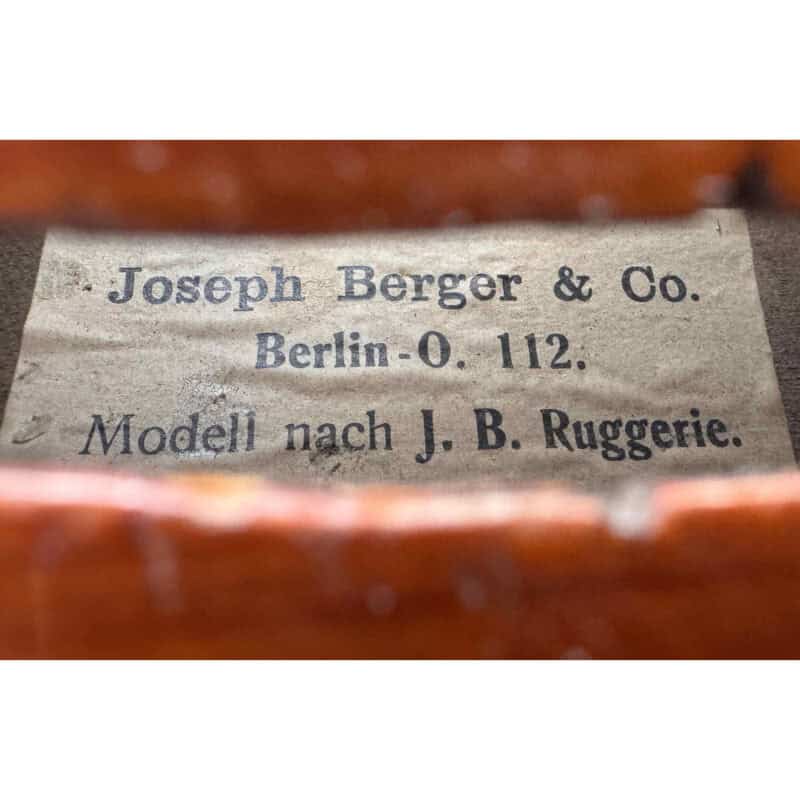 Joseph Berger & Co.
Berlin-O. 112.
Modell nach J. B. Ruggerie.